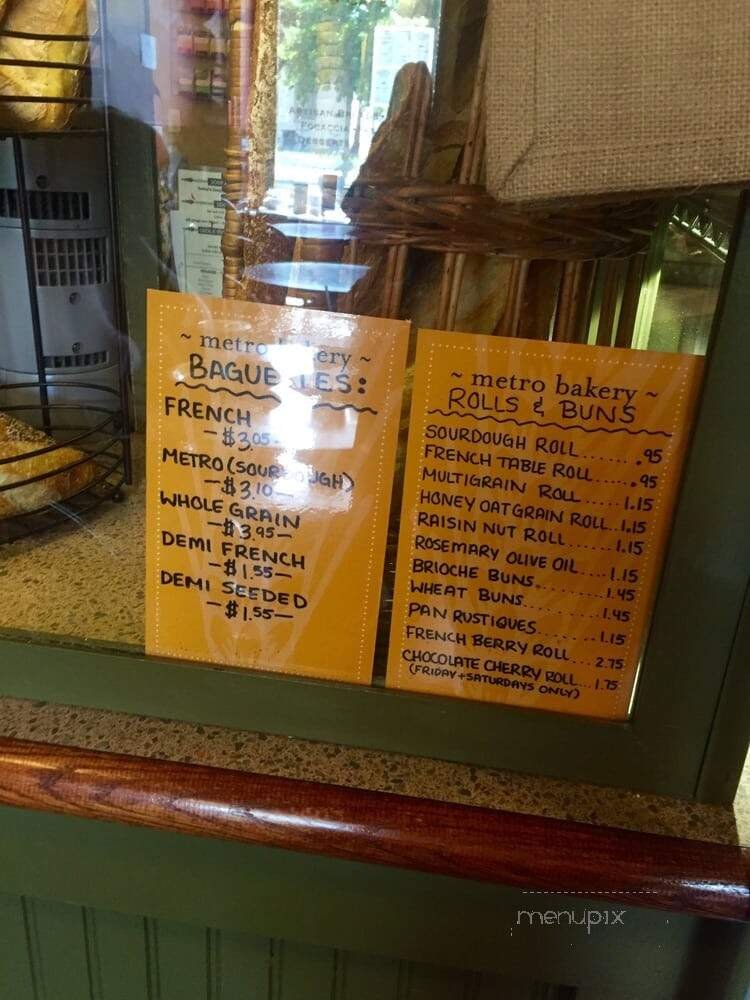 ARTISAN
FOCACCIA
DESSERTS
~ metro bakery ~
BAGUETTES:
FRENCH
—$3.05—
METRO (SOURDOUGH)
—$3.10—
WHOLE GRAIN
—$3.95—
DEMI FRENCH
—$1.55—
DEMI SEEDED
—$1.55—
~ metro bakery ~
ROLLS & BUNS
SOURDOUGH ROLL.......95
FRENCH TABLE ROLL......95
MULTIGRAIN ROLL....1.15
HONEY OATGRAIN ROLL..1.15
RAISIN NUT ROLL.....1.15
ROSEMARY OLIVE OIL....1.15
BRIOCHE BUNS.........1.45
WHEAT BUNS..........1.45
PAN RUSTIQUES.......1.15
FRENCH BERRY ROLL...2.75
CHOCOLATE CHERRY ROLL...1.75
(FRIDAY+SATURDAYS ONLY)
menupix